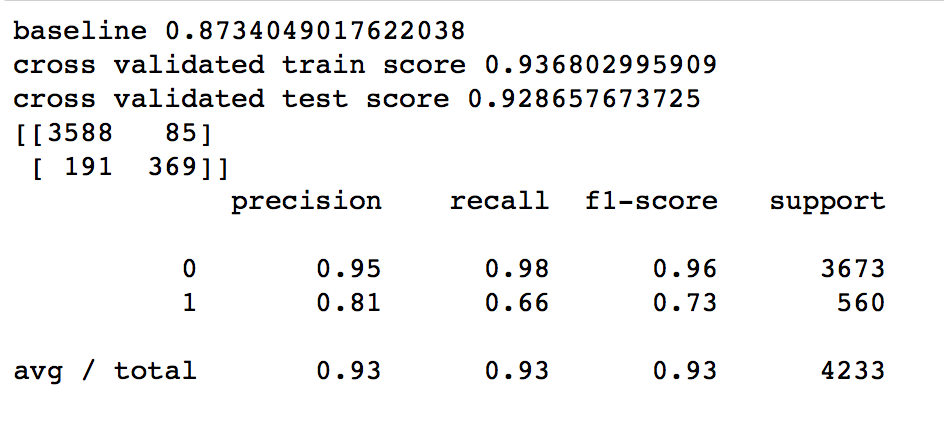 baseline 0.8734049017622038
cross validated train score 0.936802995909
cross validated test score 0.928657673725
[[3588   85]
 [ 191  369]]
             precision    recall  f1-score   support

          0       0.95      0.98      0.96      3673
          1       0.81      0.66      0.73       560

avg / total       0.93      0.93      0.93      4233